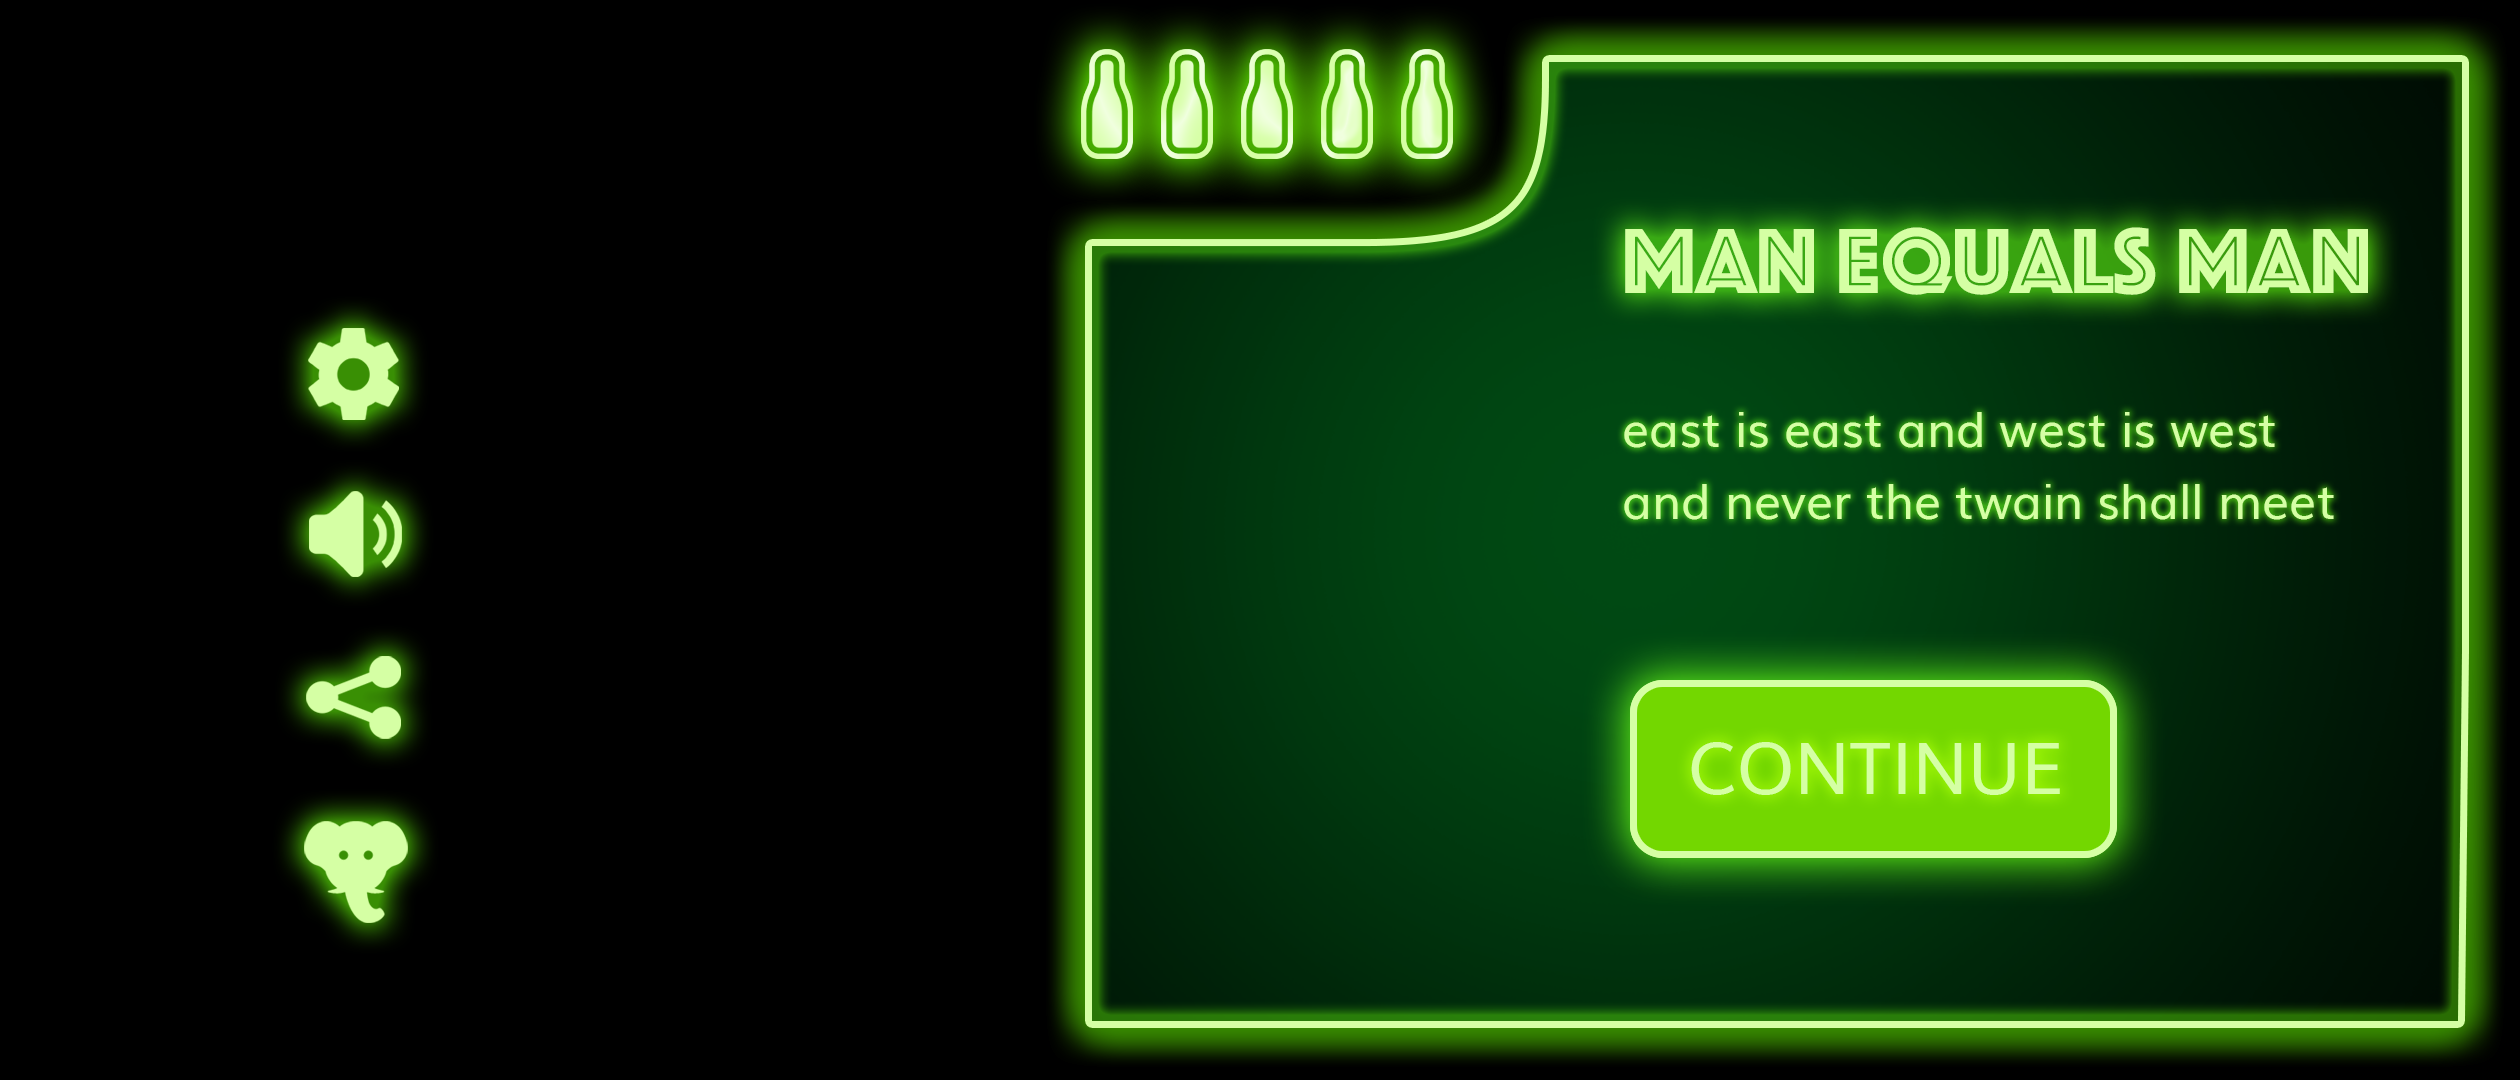 MAN EQUALS MAN
east is east and west is west
and never the twain shall meet
CONTINUE